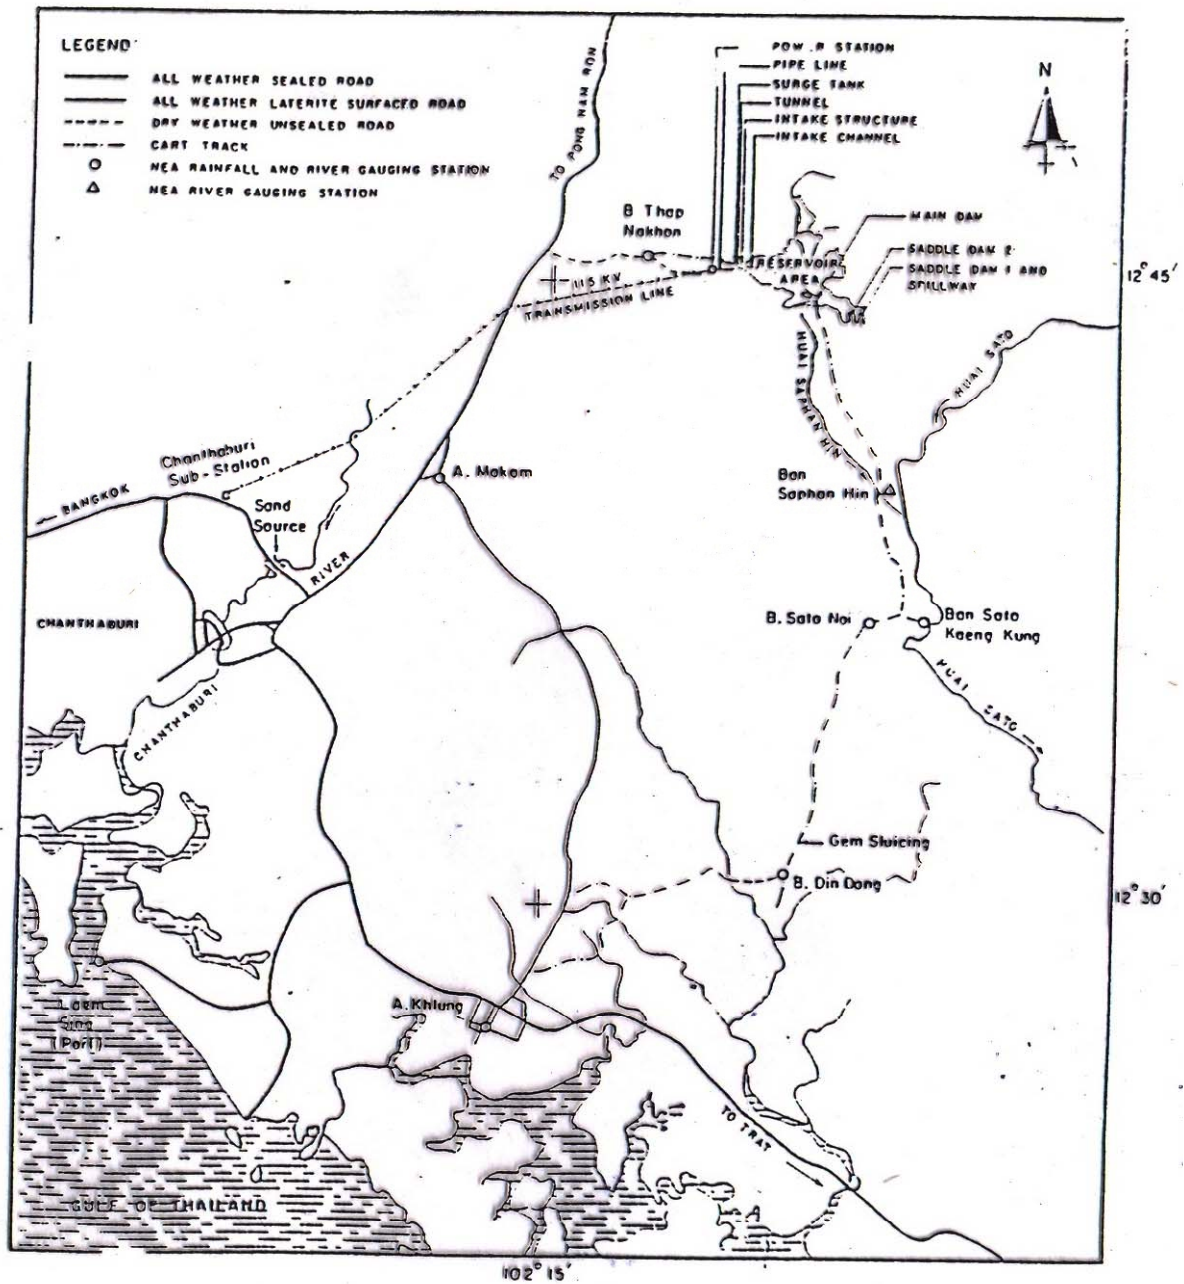 LEGEND
ALL WEATHER SEALED ROAD
ALL WEATHER LATERITE SURFACED ROAD
DRY WEATHER UNSEALED ROAD
CART TRACK
NEA RAINFALL AND RIVER GAUGING STATION
NEA RIVER GAUGING STATION
TO PONG NAM RON
POW.R STATION
PIPE LINE
SURGE TANK
TUNNEL
INTAKE STRUCTURE
INTAKE CHANNEL
N
B Thap
Nakhon
MAIN DAM
SADDLE DAM 2
SADDLE DAM 1 AND
SPILLWAY
RESERVOIR
AREA
12°45'
115 KV
TRANSMISSION LINE
HUAI SAPHAN HIN
HUAI SATO
Chanthaburi
Sub-Station
BANGKOK
A. Makam
Ban
Saphan Hin
Sand
Source
RIVER
CHANTHABURI
B. Sato Noi
Ban Sato
Kaeng Kung
HUAI SATO
CHANTHABURI
Gem Sluicing
B. Din Dang
12°30'
A. Khlung
Laem
Sing
(Port)
TO TRAT
GULF OF THAILAND
102°15'